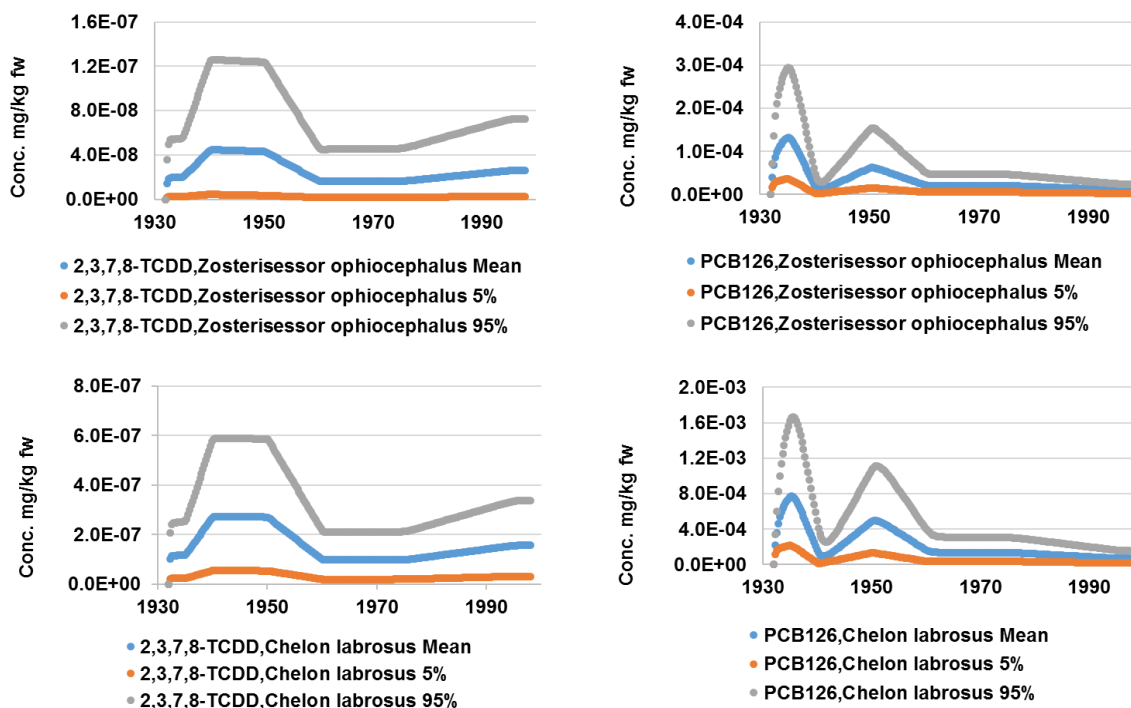 Conc. mg/kg fw
1.6E-07
1.2E-07
8.0E-08
4.0E-08
0.0E+00
1930
1950
1970
1990
2,3,7,8-TCDD,Zosterisessor ophiocephalus Mean
2,3,7,8-TCDD,Zosterisessor ophiocephalus 5%
2,3,7,8-TCDD,Zosterisessor ophiocephalus 95%
Conc. mg/kg fw
4.0E-04
3.0E-04
2.0E-04
1.0E-04
0.0E+00
1930
1950
1970
1990
PCB126,Zosterisessor ophiocephalus Mean
PCB126,Zosterisessor ophiocephalus 5%
PCB126,Zosterisessor ophiocephalus 95%
Conc. mg/kg fw
8.0E-07
6.0E-07
4.0E-07
2.0E-07
0.0E+00
1930
1950
1970
1990
2,3,7,8-TCDD,Chelon labrosus Mean
2,3,7,8-TCDD,Chelon labrosus 5%
2,3,7,8-TCDD,Chelon labrosus 95%
Conc. mg/kg fw
2.0E-03
1.6E-03
1.2E-03
8.0E-04
4.0E-04
0.0E+00
1930
1950
1970
1990
PCB126,Chelon labrosus Mean
PCB126,Chelon labrosus 5%
PCB126,Chelon labrosus 95%